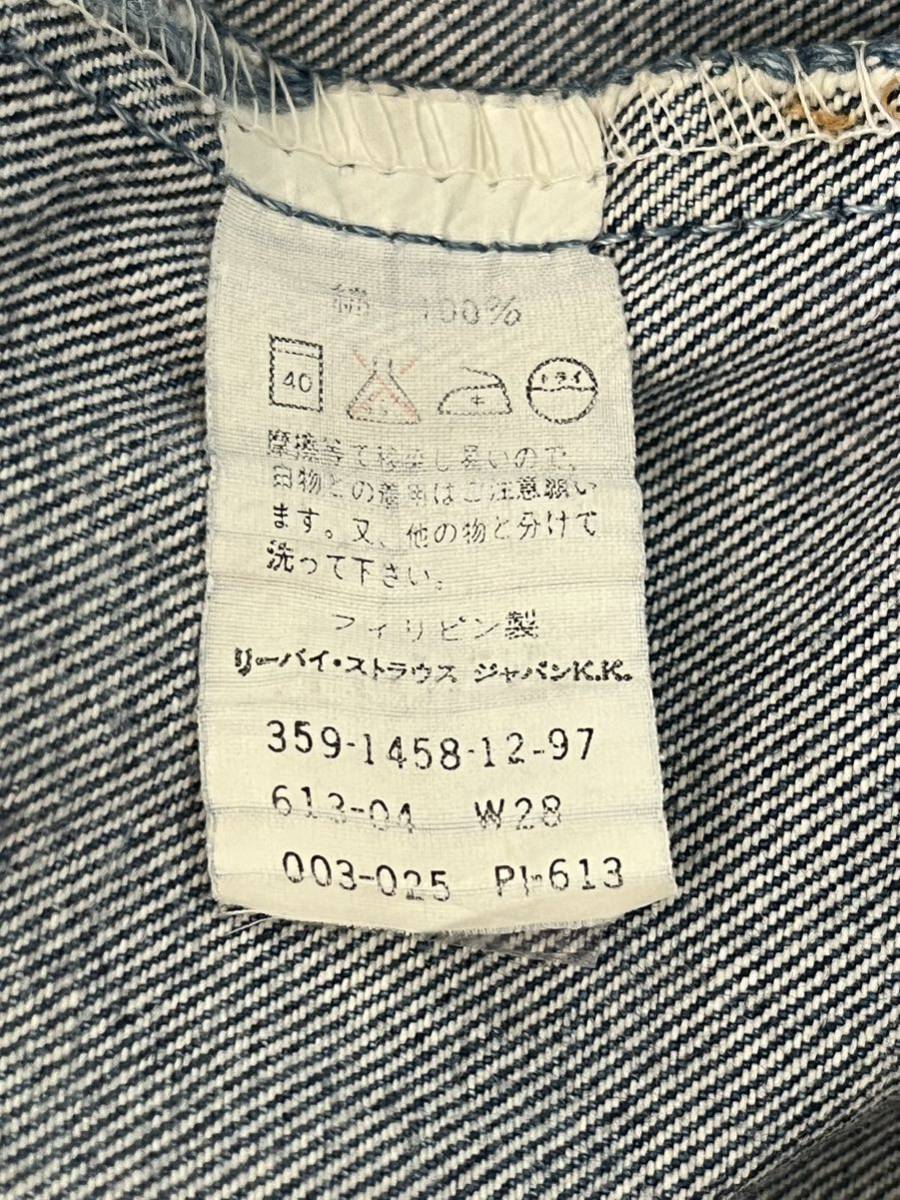 綿 100%
40 ドライ
摩擦等で移染し易いので、
白物との着用はご注意願い
ます。又、他の物と分けて
洗って下さい。
フィリピン製
リーバイ・ストラウス ジャパンK.K.
359-1458-12-97
613-04 W28
003-025 PI-613